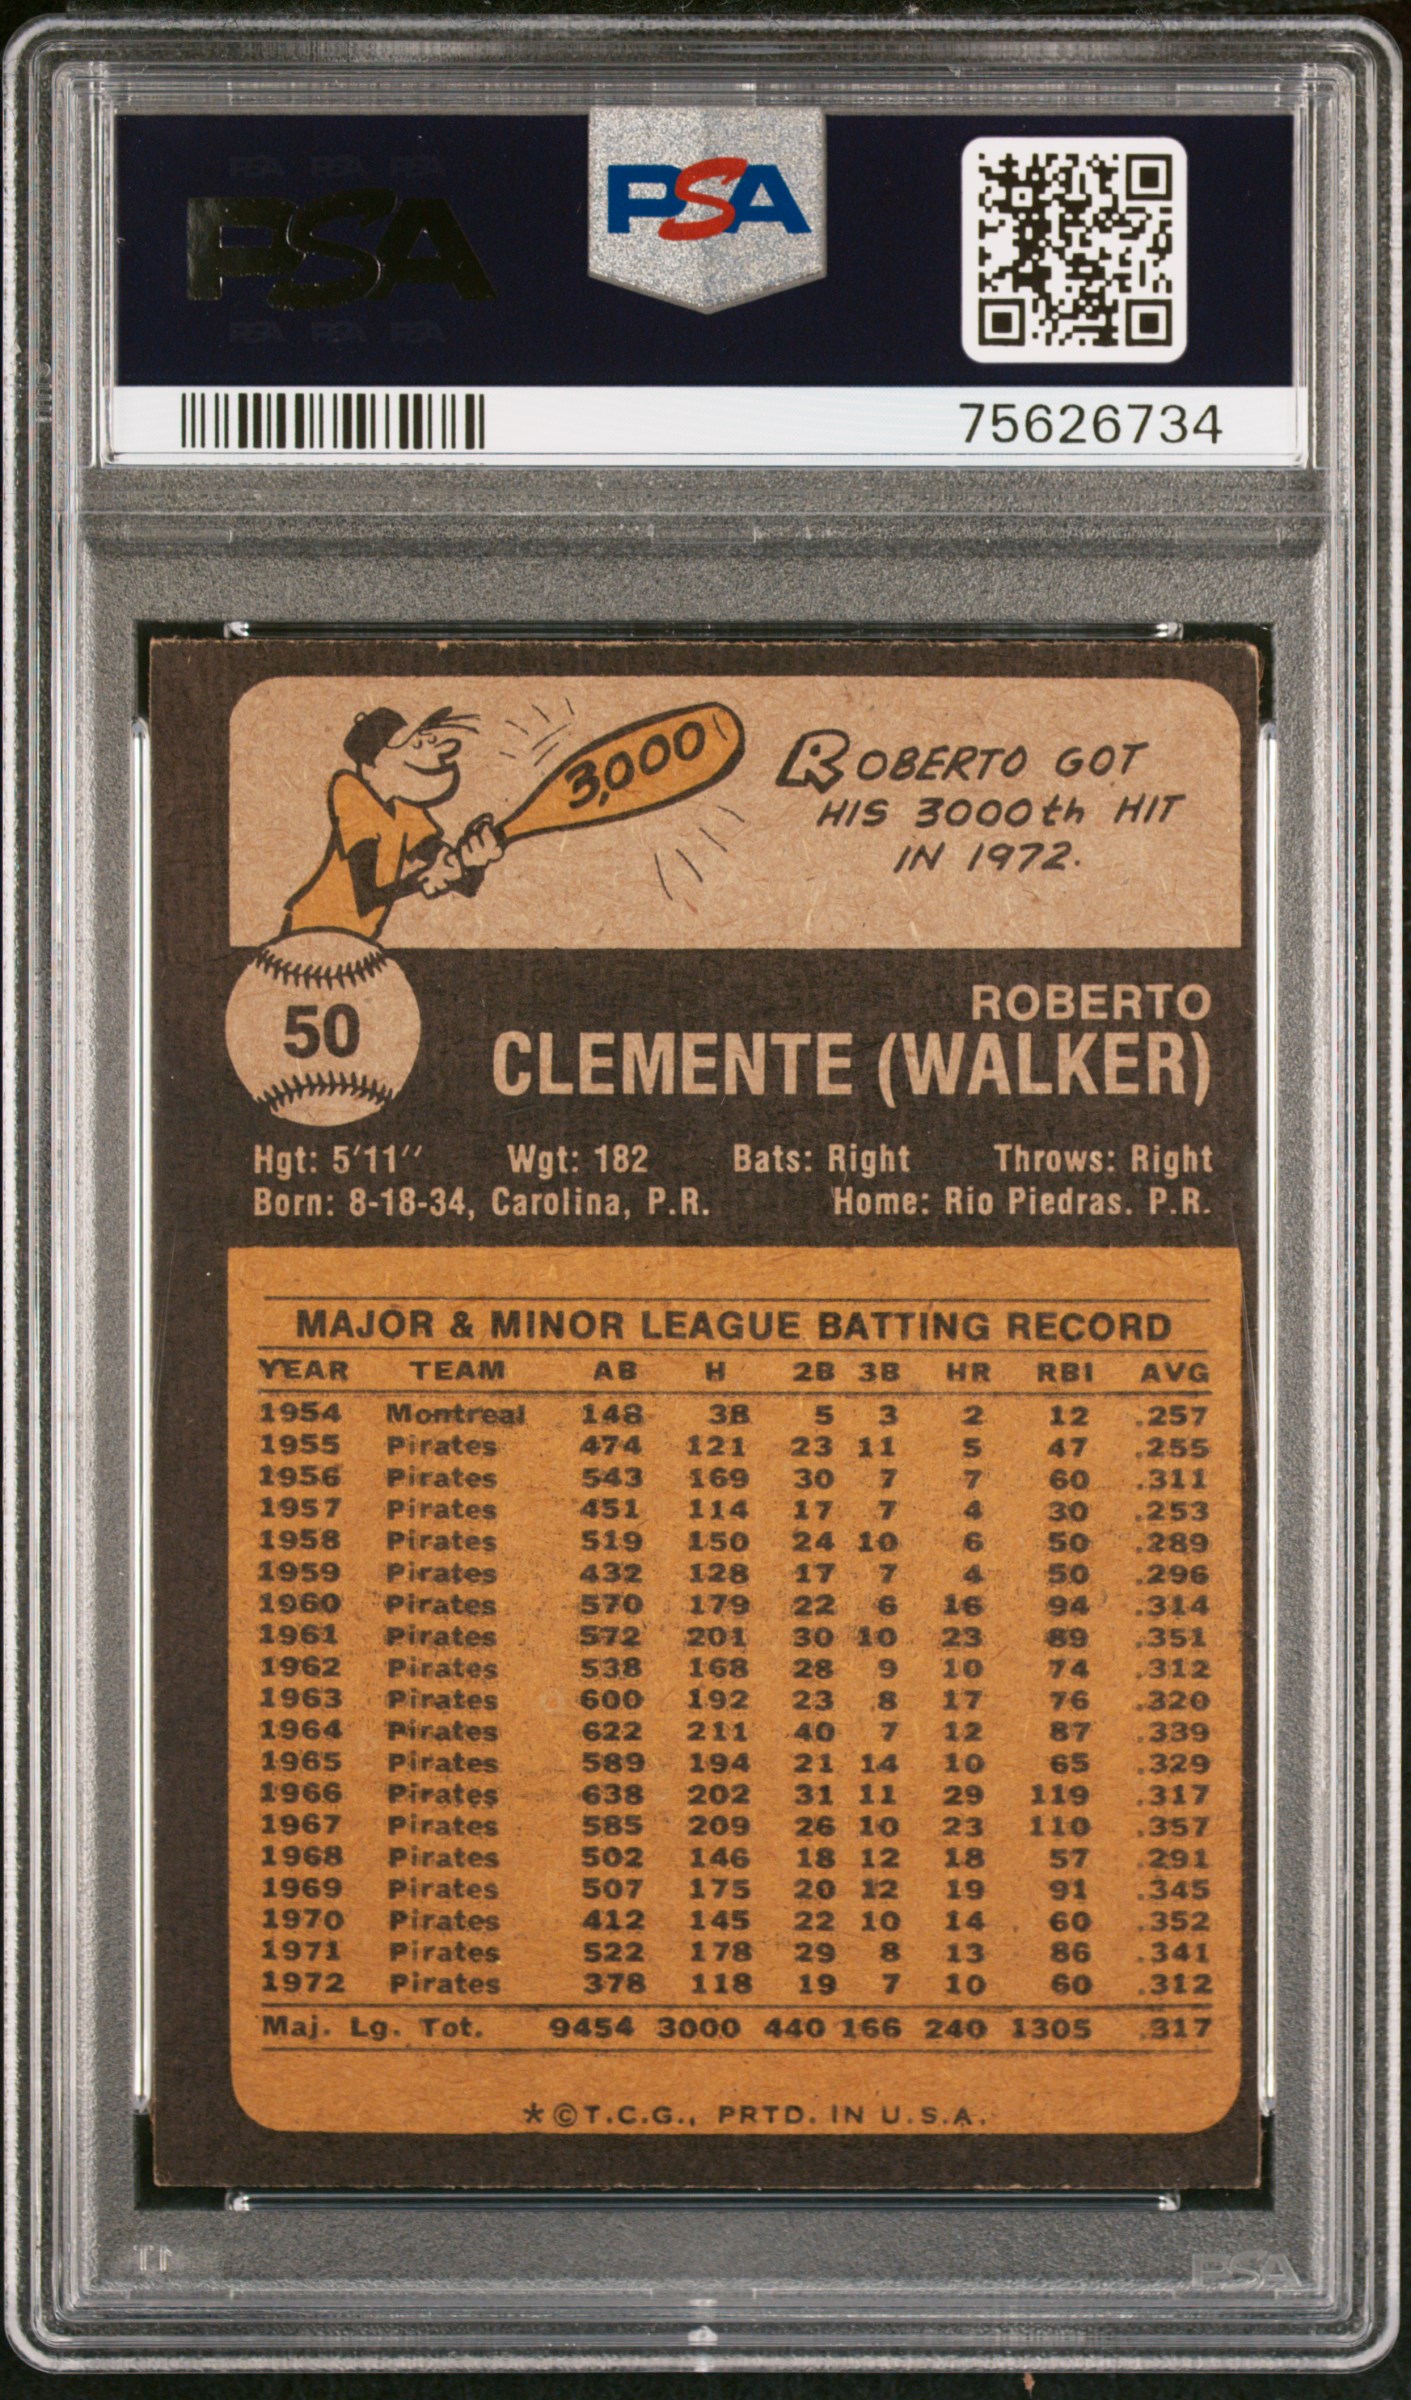 PSA PSA PSA
PSA
PSA PSA PSA
PSA
75626734
3,000
ROBERTO GOT
HIS 3000th HIT
IN 1972.
50
ROBERTO
CLEMENTE (WALKER)
Hgt: 5'11'' Wgt: 182 Bats: Right Throws: Right
Born: 8-18-34, Carolina, P.R. Home: Rio Piedras. P.R.
MAJOR & MINOR LEAGUE BATTING RECORD
YEAR TEAM AB H 2B 3B HR RBI AVG
1954 Montreal 148 38 5 3 2 12 .257
1955 Pirates 474 121 23 11 5 47 .255
1956 Pirates 543 169 30 7 7 60 .311
1957 Pirates 451 114 17 7 4 30 .253
1958 Pirates 519 150 24 10 6 50 .289
1959 Pirates 432 128 17 7 4 50 .296
1960 Pirates 570 179 22 6 16 94 .314
1961 Pirates 572 201 30 10 23 89 .351
1962 Pirates 538 168 28 9 10 74 .312
1963 Pirates 600 192 23 8 17 76 .320
1964 Pirates 622 211 40 7 12 87 .339
1965 Pirates 589 194 21 14 10 65 .329
1966 Pirates 638 202 31 11 29 119 .317
1967 Pirates 585 209 26 10 23 110 .357
1968 Pirates 502 146 18 12 18 57 .291
1969 Pirates 507 175 20 12 19 91 .345
1970 Pirates 412 145 22 10 14 60 .352
1971 Pirates 522 178 29 8 13 86 .341
1972 Pirates 378 118 19 7 10 60 .312
Maj. Lg. Tot. 9454 3000 440 166 240 1305 .317
*©T.C.G., PRTD. IN U.S.A.
PSA